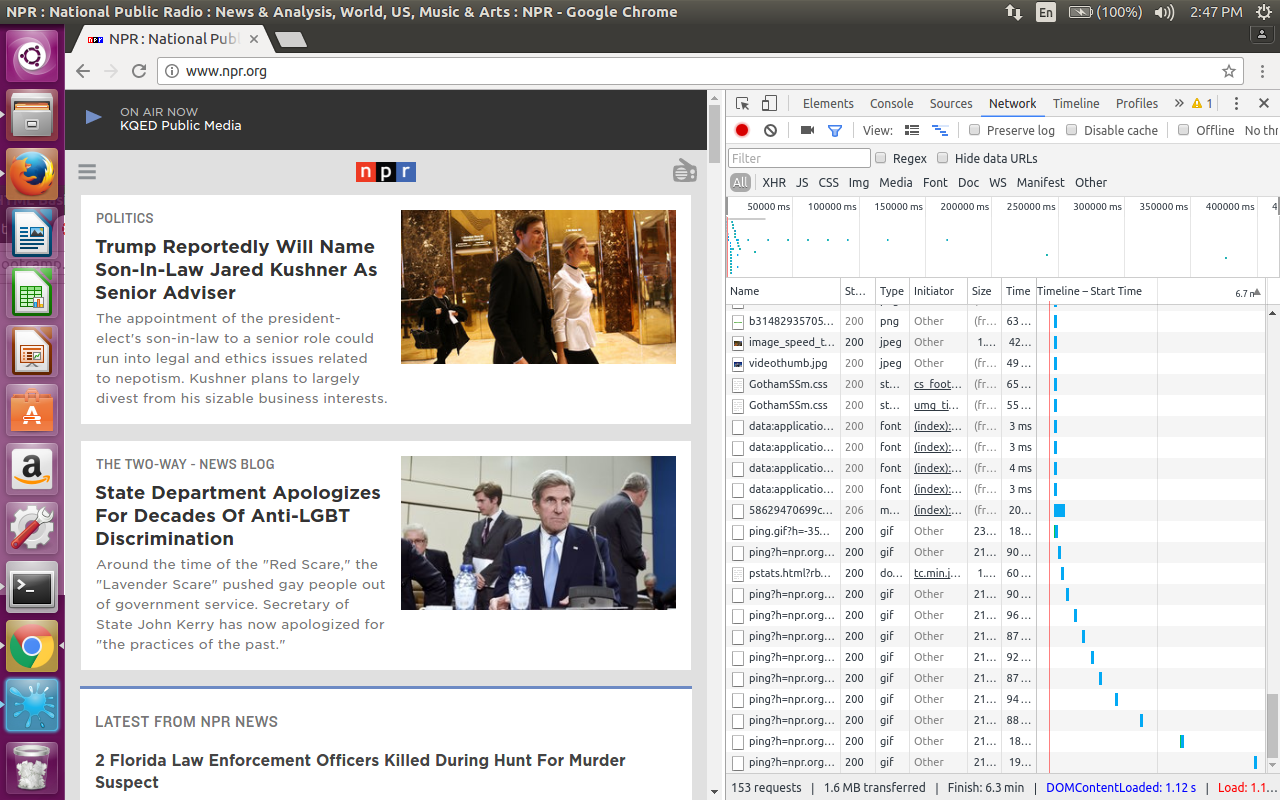 NPR : National Public Radio : News & Analysis, World, US, Music & Arts : NPR - Google Chrome
En (100%) 2:47 PM
NPR : National Pub
www.npr.org
ON AIR NOW
KQED Public Media
npr
POLITICS
Trump Reportedly Will Name
Son-In-Law Jared Kushner As
Senior Adviser
The appointment of the president-
elect's son-in-law to a senior role could
run into legal and ethics issues related
to nepotism. Kushner plans to largely
divest from his sizable business interests.
THE TWO-WAY - NEWS BLOG
State Department Apologizes
For Decades Of Anti-LGBT
Discrimination
Around the time of the "Red Scare," the
"Lavender Scare" pushed gay people out
of government service. Secretary of
State John Kerry has now apologized for
"the practices of the past."
LATEST FROM NPR NEWS
2 Florida Law Enforcement Officers Killed During Hunt For Murder
Suspect
Elements Console Sources Network Timeline Profiles » 1
View: Preserve log Disable cache Offline No thr
Filter Regex Hide data URLs
All XHR JS CSS Img Media Font Doc WS Manifest Other
50000 ms 100000 ms 150000 ms 200000 ms 250000 ms 300000 ms 350000 ms 400000 ms 4
Name St... Type Initiator Size Time Timeline – Start Time 6.7 m
b31482935705... 200 png Other (fr... 63 ...
image_speed_t... 200 jpeg Other 1.... 42...
videothumb.jpg 200 jpeg Other (fr... 49 ...
GothamSSm.css 200 st... cs_foot... (fr... 65 ...
GothamSSm.css 200 st... umg_ti... (fr... 55 ...
data:applicatio... 200 font (index):... (fr... 3 ms
data:applicatio... 200 font (index):... (fr... 3 ms
data:applicatio... 200 font (index):... (fr... 4 ms
data:applicatio... 200 font (index):... (fr... 3 ms
58629470699c... 206 m... (index):... (fr... 20...
ping.gif?h=-35... 200 gif Other 23... 18...
ping?h=npr.org... 200 gif Other 21... 90 ...
pstats.html?rb... 200 do... tc.min.j... 1.... 60 ...
ping?h=npr.org... 200 gif Other 21... 90 ...
ping?h=npr.org... 200 gif Other 21... 96 ...
ping?h=npr.org... 200 gif Other 21... 87 ...
ping?h=npr.org... 200 gif Other 21... 92 ...
ping?h=npr.org... 200 gif Other 21... 87 ...
ping?h=npr.org... 200 gif Other 21... 94 ...
ping?h=npr.org... 200 gif Other 21... 88 ...
ping?h=npr.org... 200 gif Other 21... 18...
ping?h=npr.org... 200 gif Other 21... 19...
153 requests | 1.6 MB transferred | Finish: 6.3 min | DOMContentLoaded: 1.12 s | Load: 1.1...